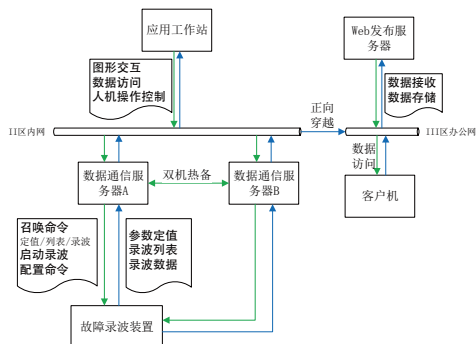 应用工作站
Web发布服
务器
图形交互
数据访问
人机操作控制
数据接收
数据存储
正向
穿越
II区内网
III区办公网
数据
访问
数据通信服
务器A
双机热备
数据通信服
务器B
客户机
召唤命令
定值/列表/录波
启动录波
配置命令
参数定值
录波列表
录波数据
故障录波装置